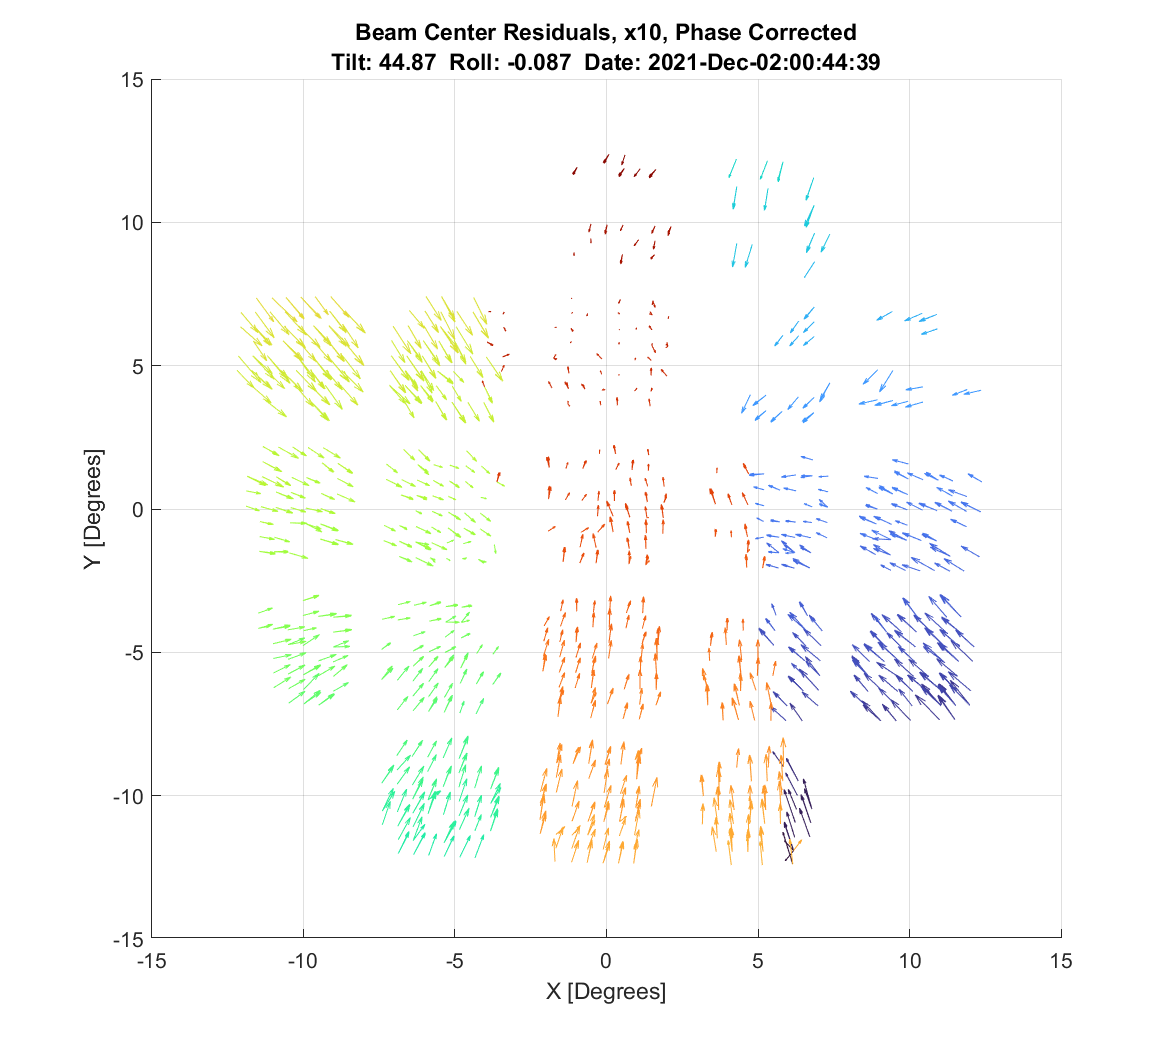 Beam Center Residuals, x10, Phase Corrected
Tilt: 44.87 Roll: -0.087 Date: 2021-Dec-02:00:44:39
15
10
5
0
-5
-10
-15
Y [Degrees]
-15 -10 -5 0 5 10 15
X [Degrees]